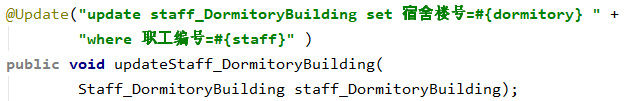 @Update("update staff_DormitoryBuilding set 宿舍楼号=#{dormitory} " +
"where 职工编号=#{staff}" )
public void updateStaff_DormitoryBuilding(
Staff_DormitoryBuilding staff_DormitoryBuilding);